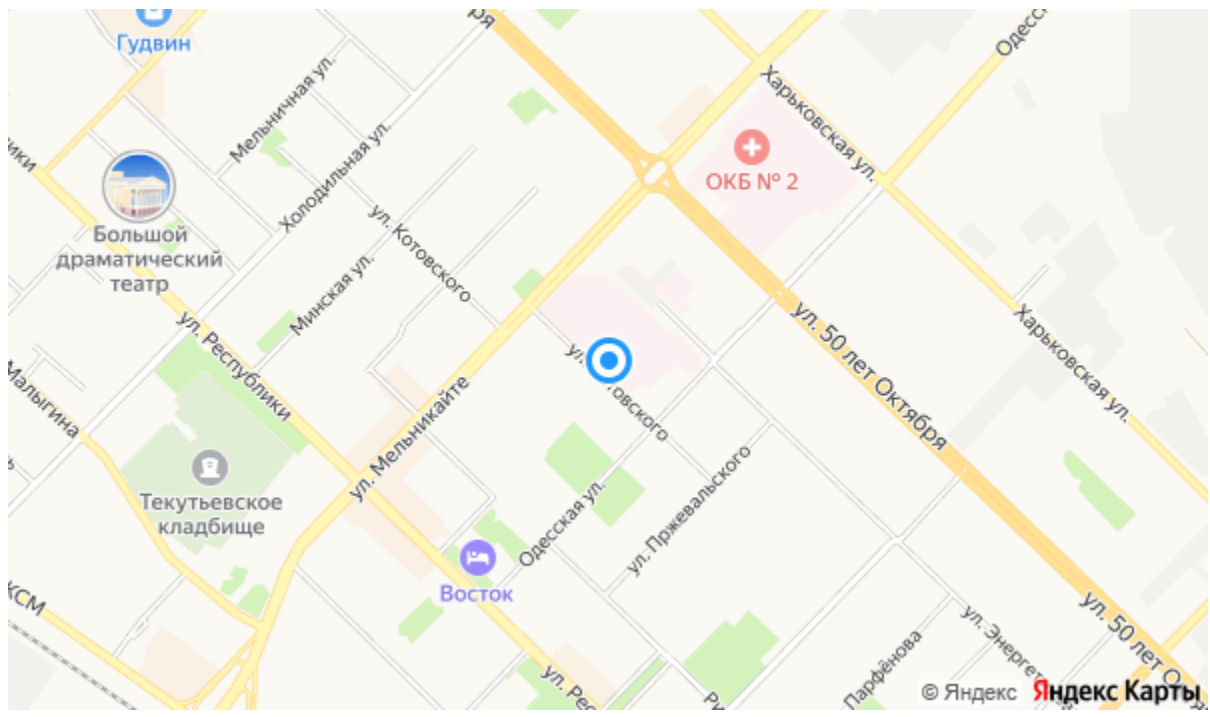 Гудвин
Мельничная ул.
Холодильная ул.
ул. Котовского
Минская ул.
Большой
драматический
театр
ул. Республики
Малыгина
ул. Мельникайте
Текутьевское
кладбище
ОКБ № 2
Харьковская ул.
ул. 50 лет Октября
Харьковская ул.
Одесская ул.
ул. Пржевальского
Восток
КСМ
Парфёнова
ул. 50 лет
© Яндекс Яндекс Карты